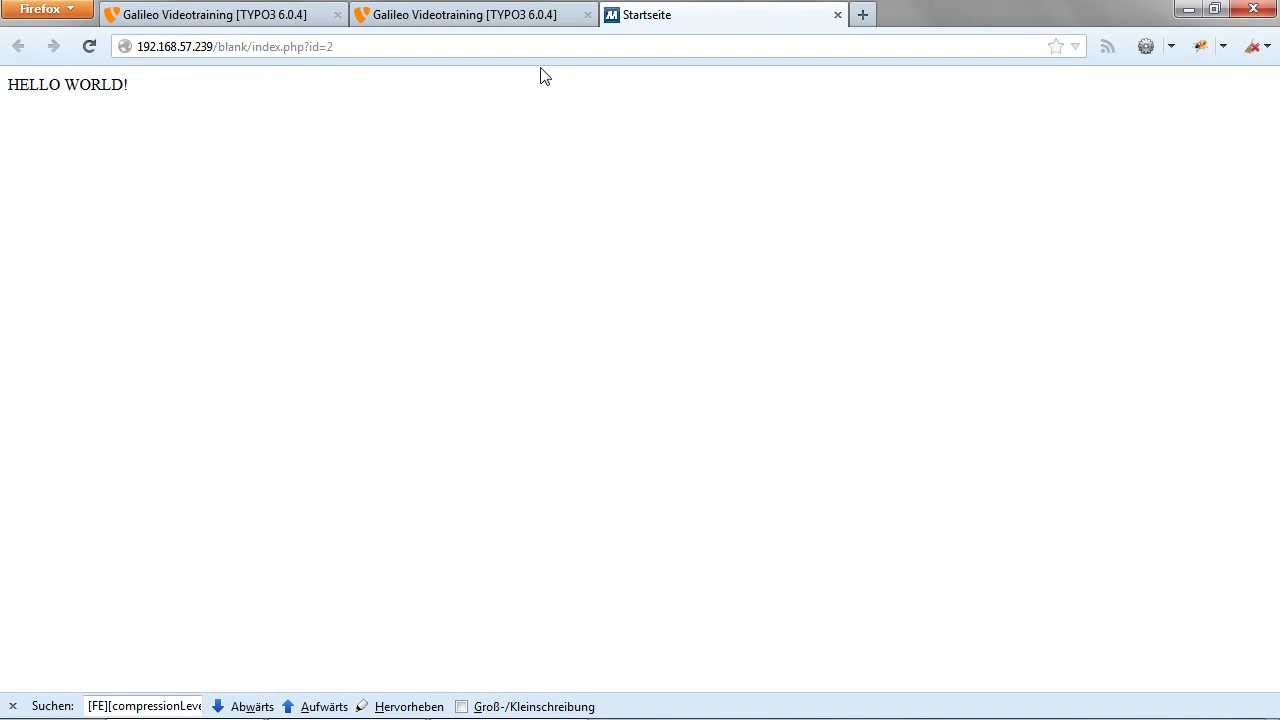 Firefox
Galileo Videotraining [TYPO3 6.0.4]
Galileo Videotraining [TYPO3 6.0.4]
Startseite
192.168.57.239/blank/index.php?id=2
HELLO WORLD!
Suchen: [FE][compressionLeve Abwärts Aufwärts Hervorheben Groß-/Kleinschreibung